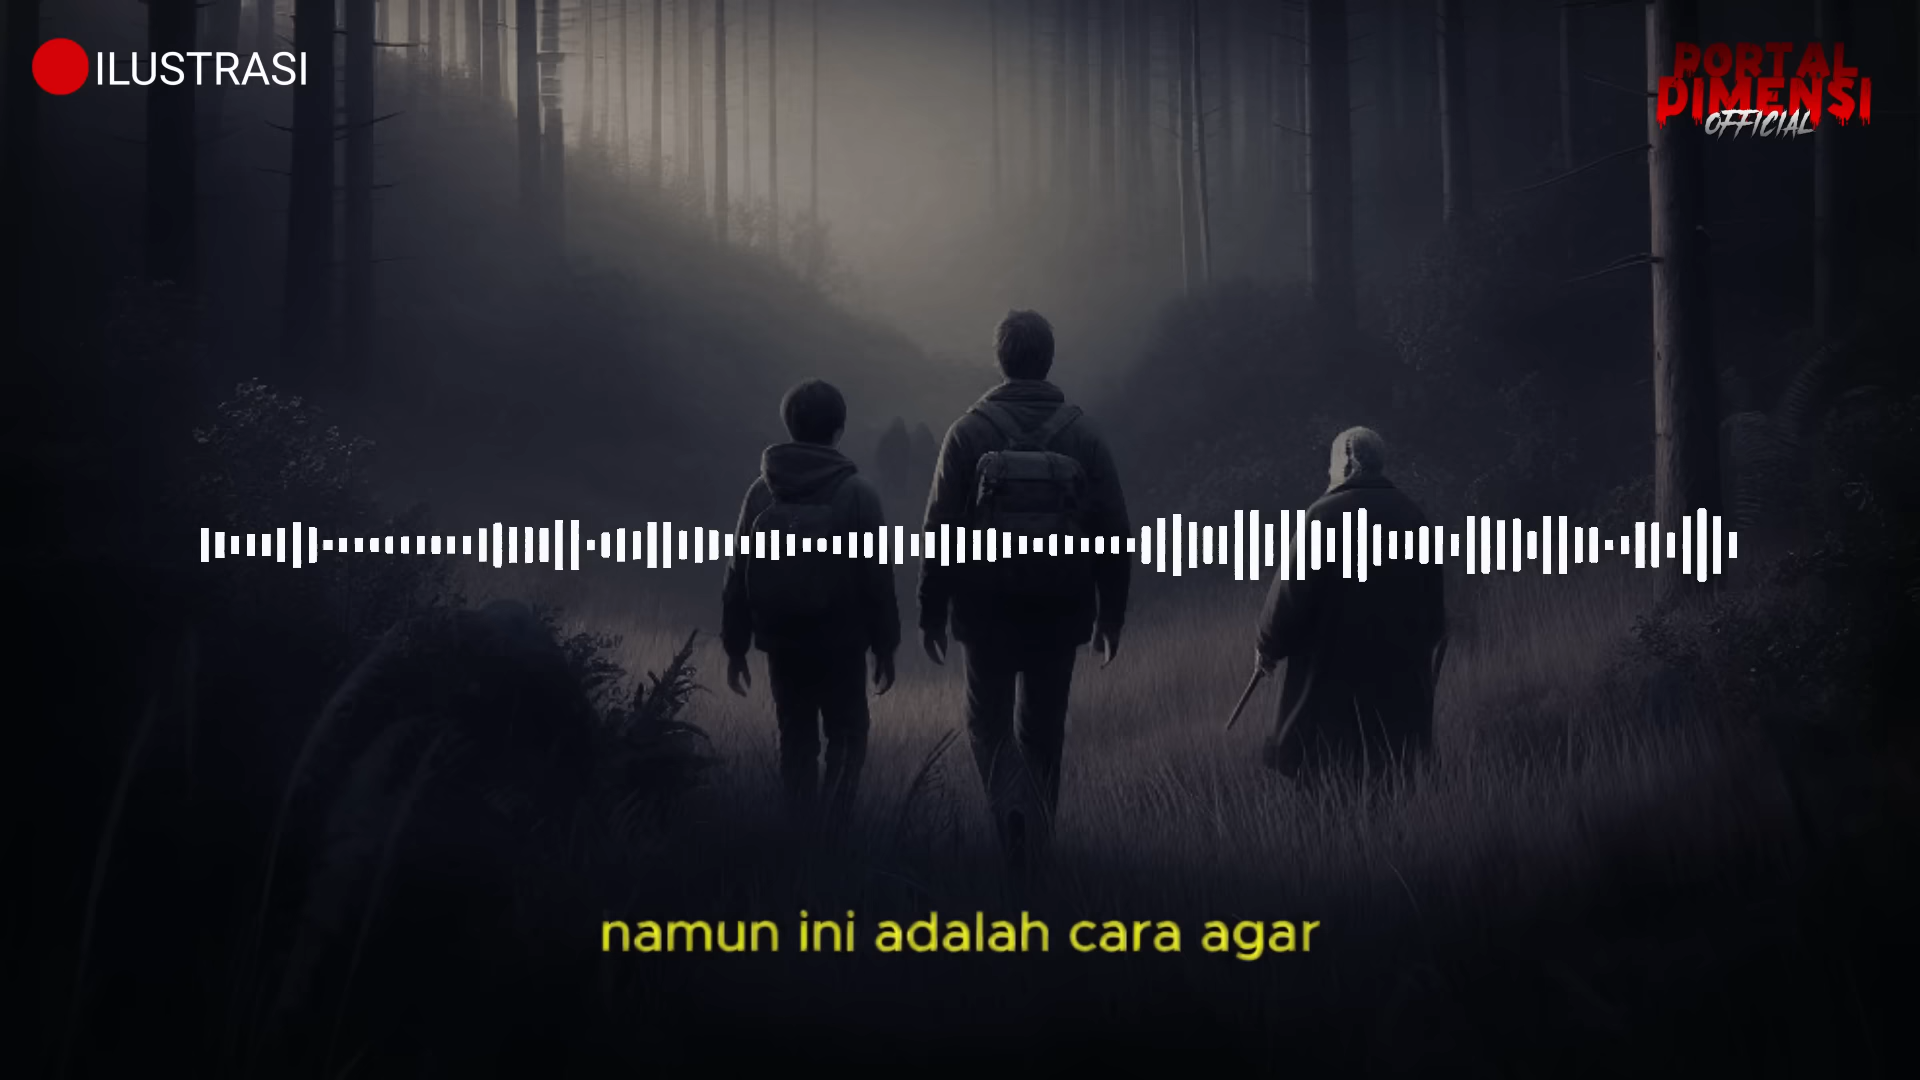 ILUSTRASI
PORTAL
DIMENSI
OFFICIAL
namun ini adalah cara agar